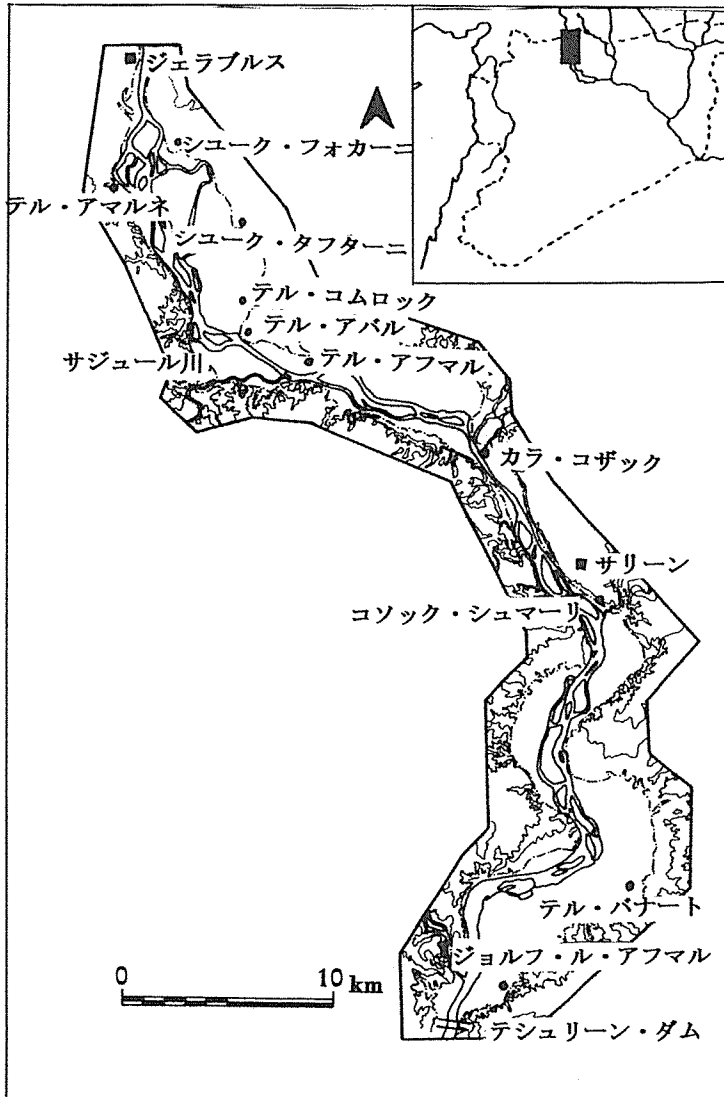 ジェラブルス
シユーク・フォカーニ
テル・アマルネ
シユーク・タフターニ
テル・コムロック
テル・アバル
サジュール川
テル・アフマル
カラ・コザック
サリーン
コソック・シュマーリ
テル・バナート
ジョルフ・ル・アフマル
0 10 km
テシュリーン・ダム